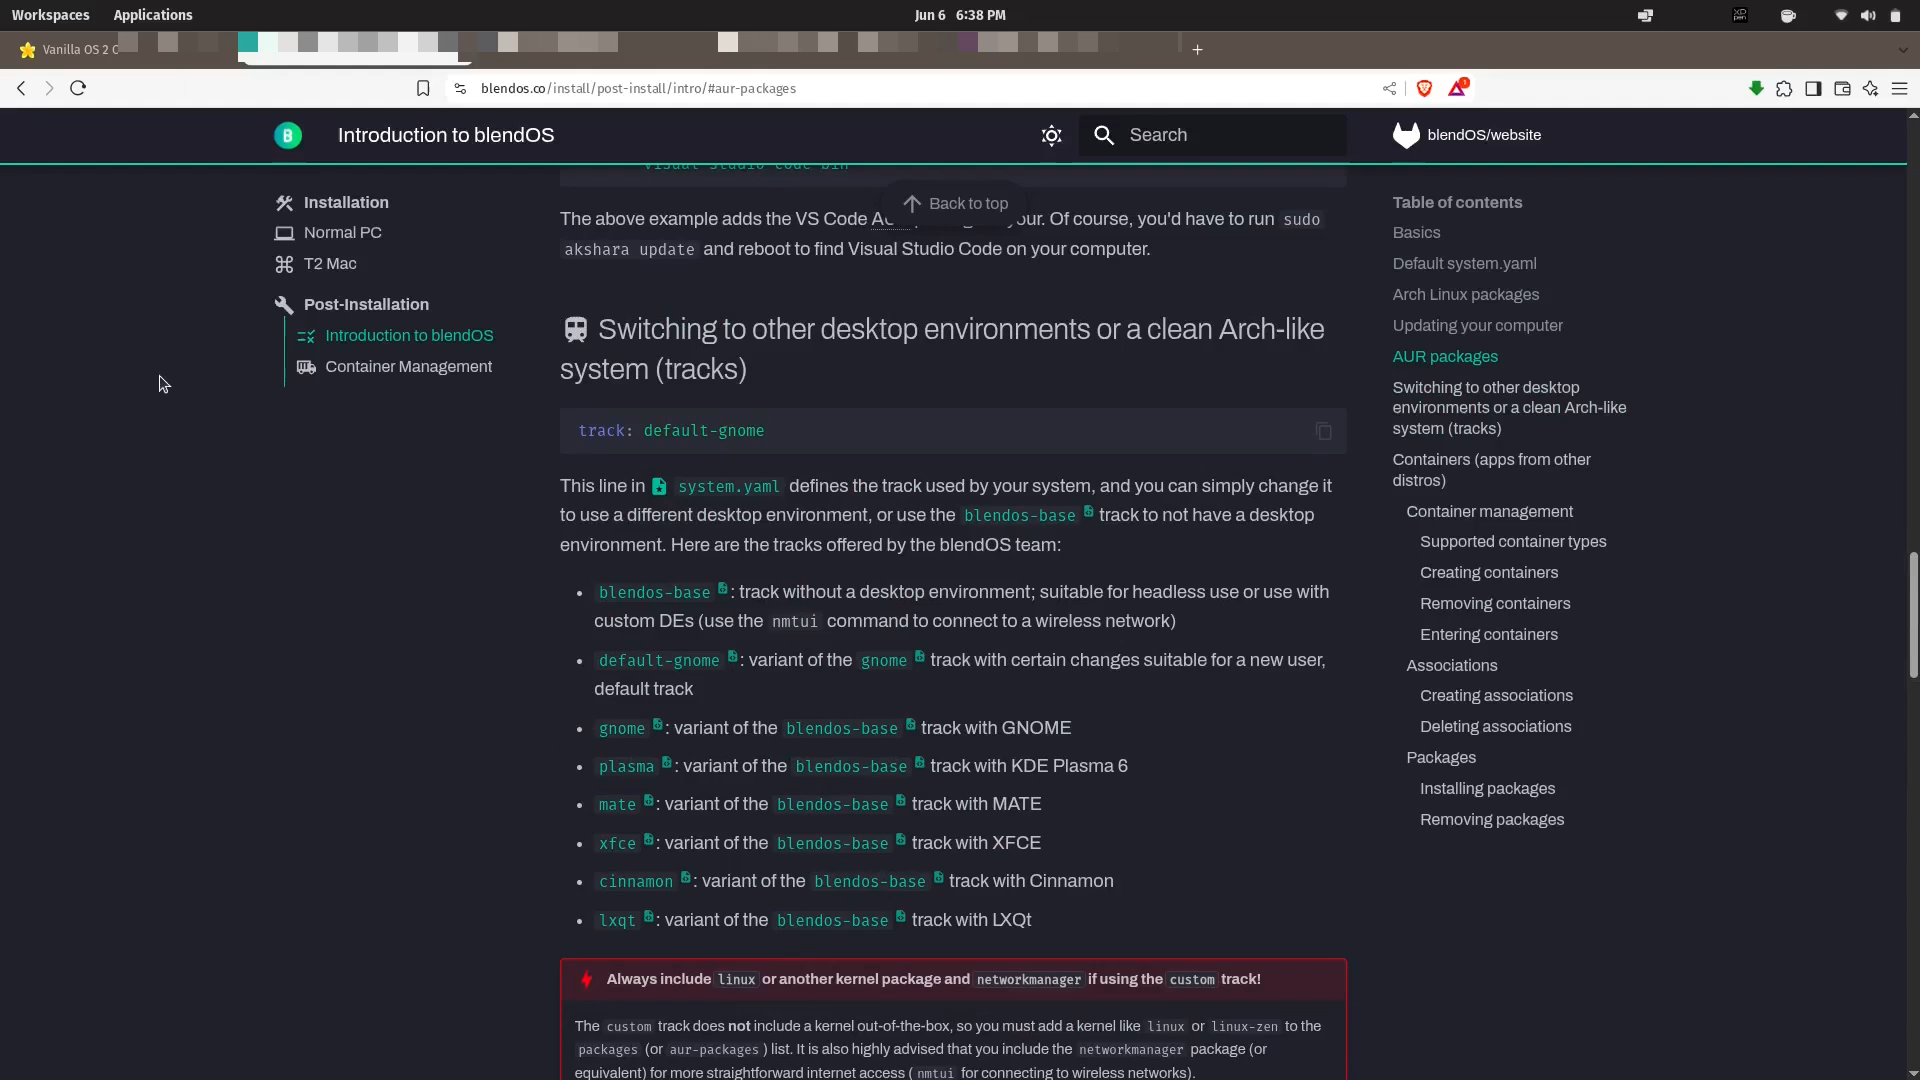 Workspaces Applications Jun 6 6:38 PM
Vanilla OS 2 O
blendos.co/install/post-install/intro/#aur-packages 1
Introduction to blendOS Search blendOS/website
Installation
Normal PC
T2 Mac
Post-Installation
Introduction to blendOS
Container Management
visual-studio-code-bin
Back to top
The above example adds the VS Code our. Of course, you'd have to run sudo
akshara update and reboot to find Visual Studio Code on your computer.
Switching to other desktop environments or a clean Arch-like
system (tracks)
track: default-gnome
This line in system.yaml defines the track used by your system, and you can simply change it
to use a different desktop environment, or use the blendos-base track to not have a desktop
environment. Here are the tracks offered by the blendOS team:
• blendos-base : track without a desktop environment; suitable for headless use or use with
custom DEs (use the nmtui command to connect to a wireless network)
• default-gnome : variant of the gnome track with certain changes suitable for a new user,
default track
• gnome : variant of the blendos-base track with GNOME
• plasma : variant of the blendos-base track with KDE Plasma 6
• mate : variant of the blendos-base track with MATE
• xfce : variant of the blendos-base track with XFCE
• cinnamon : variant of the blendos-base track with Cinnamon
• lxqt : variant of the blendos-base track with LXQt
Always include linux or another kernel package and networkmanager if using the custom track!
The custom track does not include a kernel out-of-the-box, so you must add a kernel like linux or linux-zen to the
packages (or aur-packages ) list. It is also highly advised that you include the networkmanager package (or
equivalent) for more straightforward internet access ( nmtui for connecting to wireless networks).
Table of contents
Basics
Default system.yaml
Arch Linux packages
Updating your computer
AUR packages
Switching to other desktop
environments or a clean Arch-like
system (tracks)
Containers (apps from other
distros)
Container management
Supported container types
Creating containers
Removing containers
Entering containers
Associations
Creating associations
Deleting associations
Packages
Installing packages
Removing packages